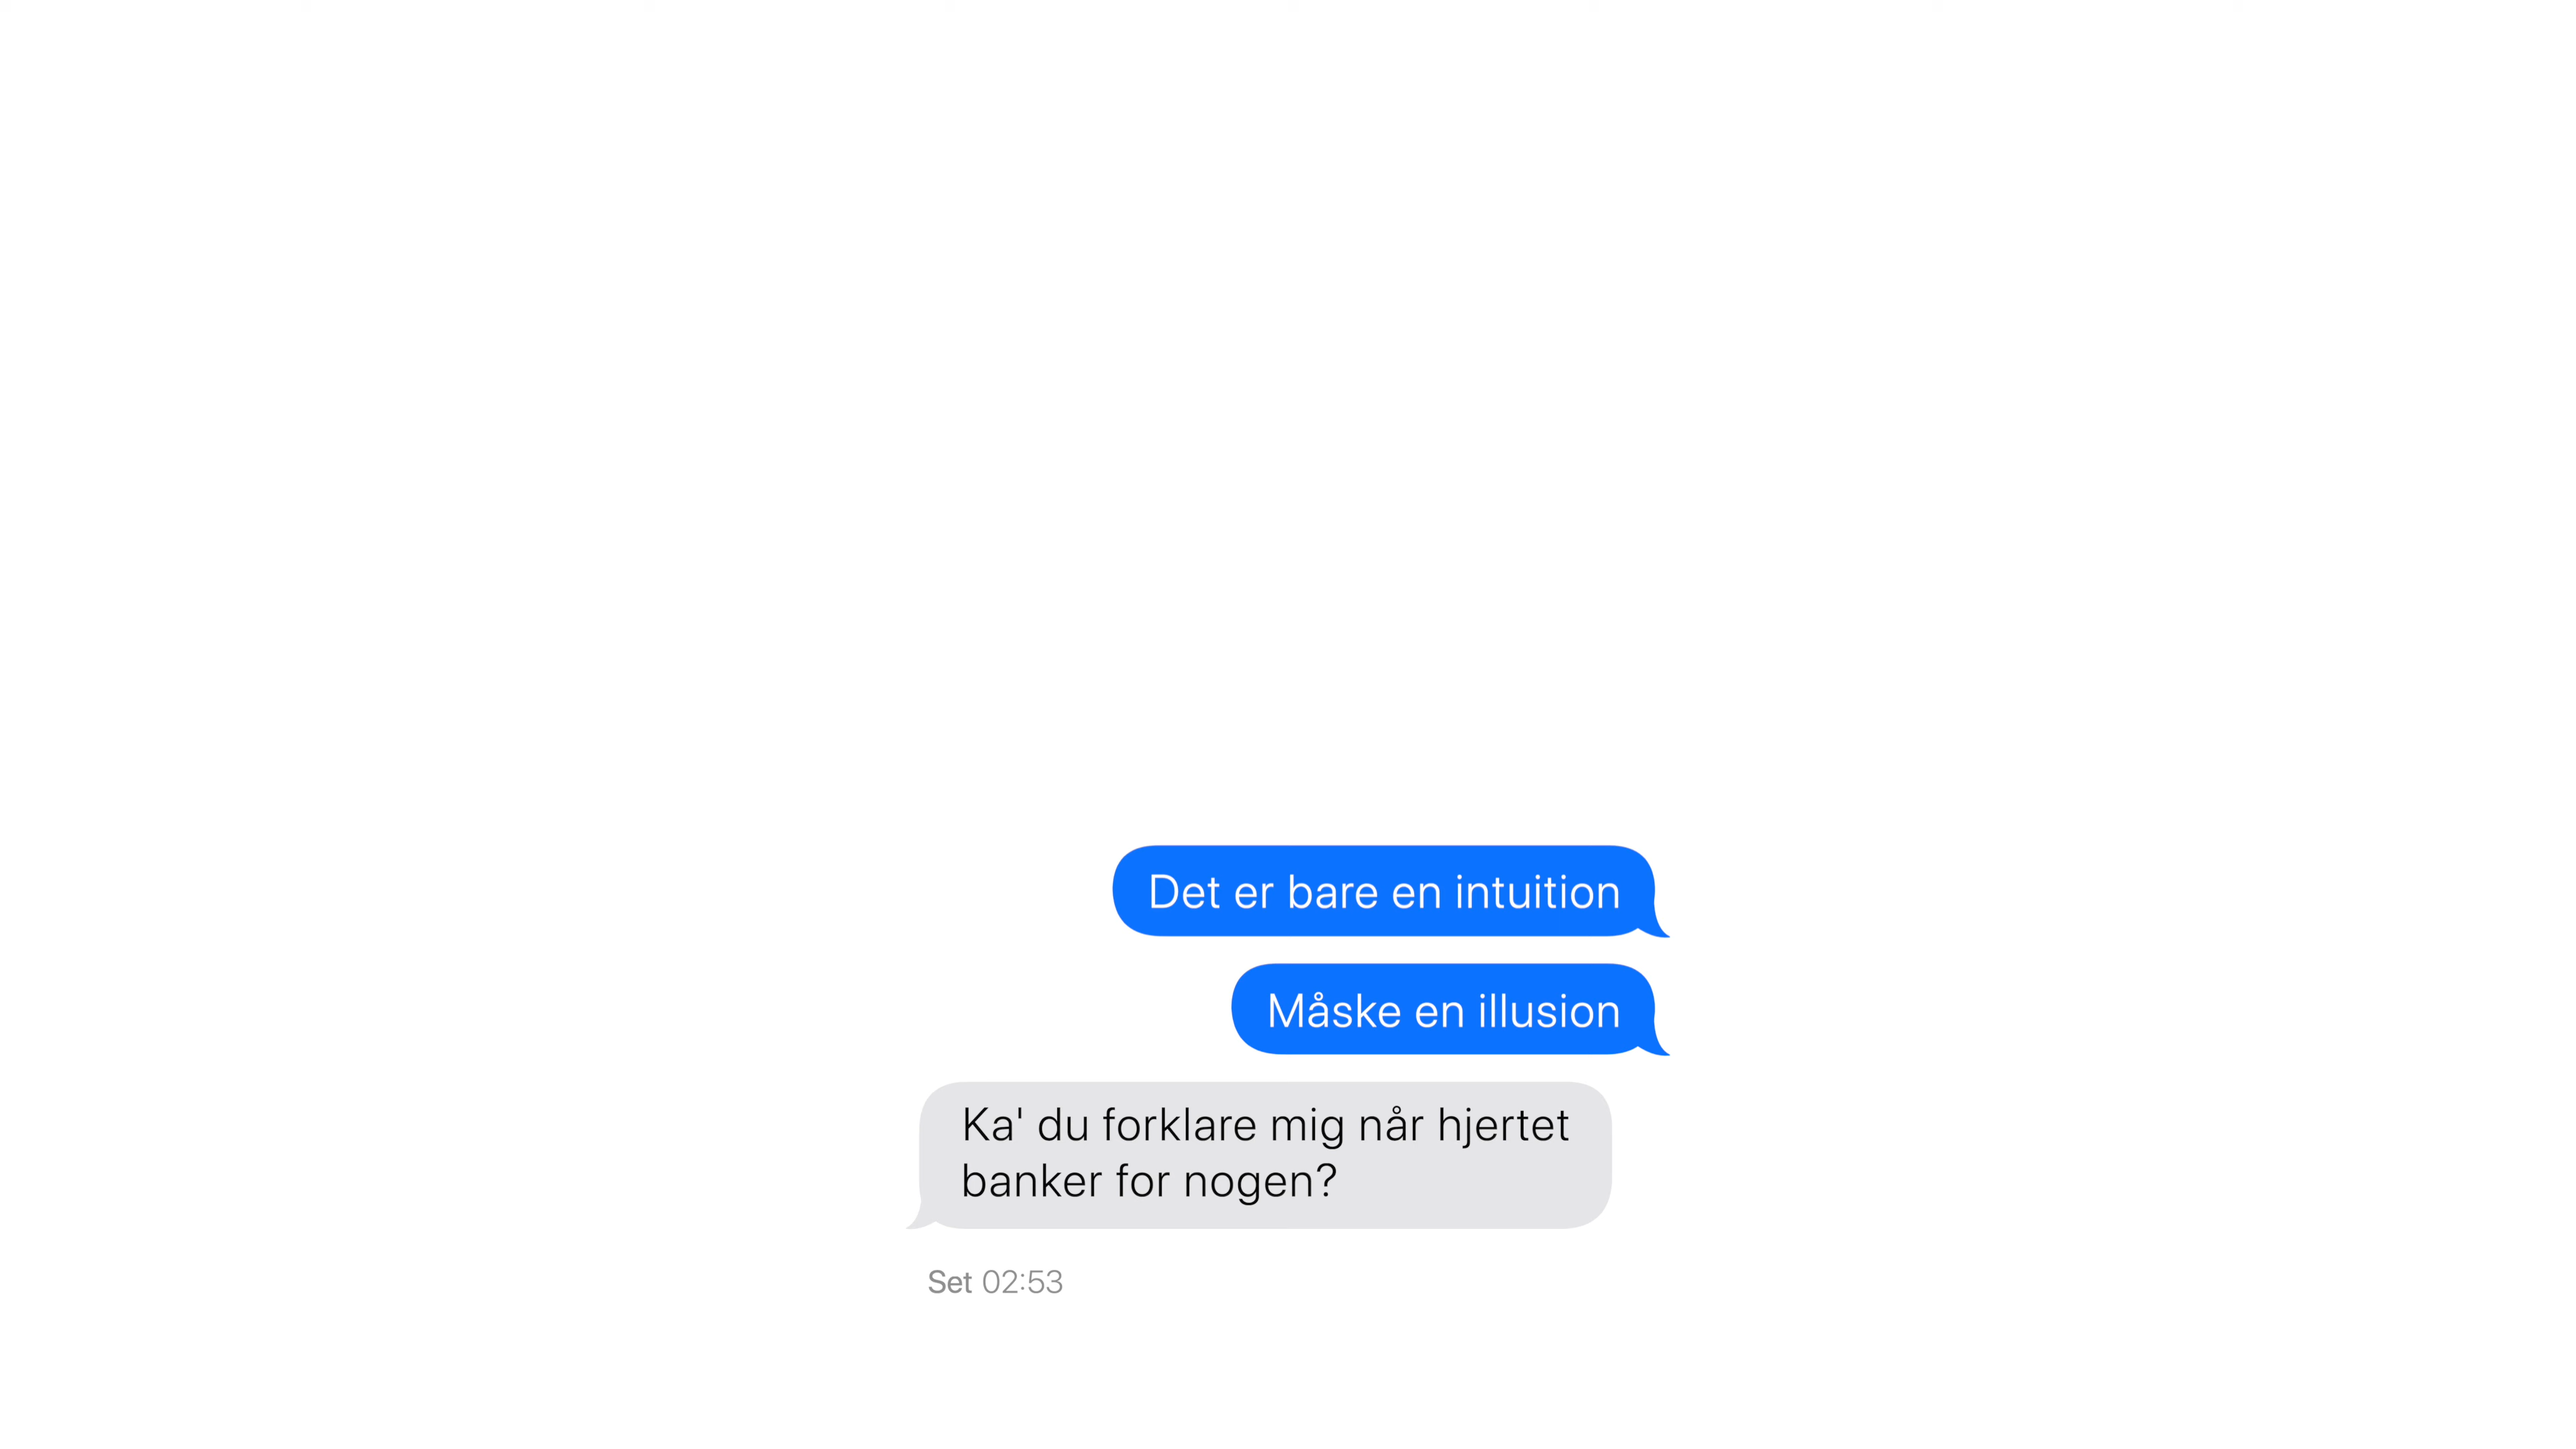 Det er bare en intuition
Måske en illusion
Ka' du forklare mig når hjertet
banker for nogen?
Set 02:53